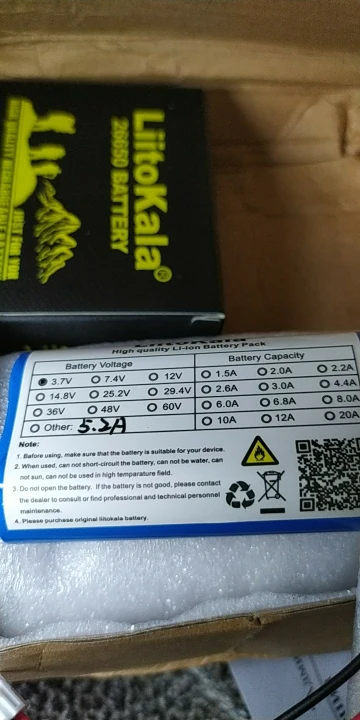 LiitoKala®
26650 BATTERY
LiitoKala
High quality Li-ion Battery Pack
Battery Voltage
Battery Capacity
3.7V 7.4V 12V 1.5A 2.0A 2.2A
14.8V 25.2V 29.4V 2.6A 3.0A 4.4A
36V 48V 60V 6.0A 6.8A 8.0A
Other: 5.2A 10A 12A 20A
Note:
1. Before using, make sure that the battery is suitable for your device.
2. When used, can not short-circuit the battery, can not be water, can
not sun, can not be used in high temperature field.
3. Do not open the battery. If the battery is not good, please contact
the dealer to consult or find professional and technical personnel
maintenance.
4. Please purchase original liitokala battery.